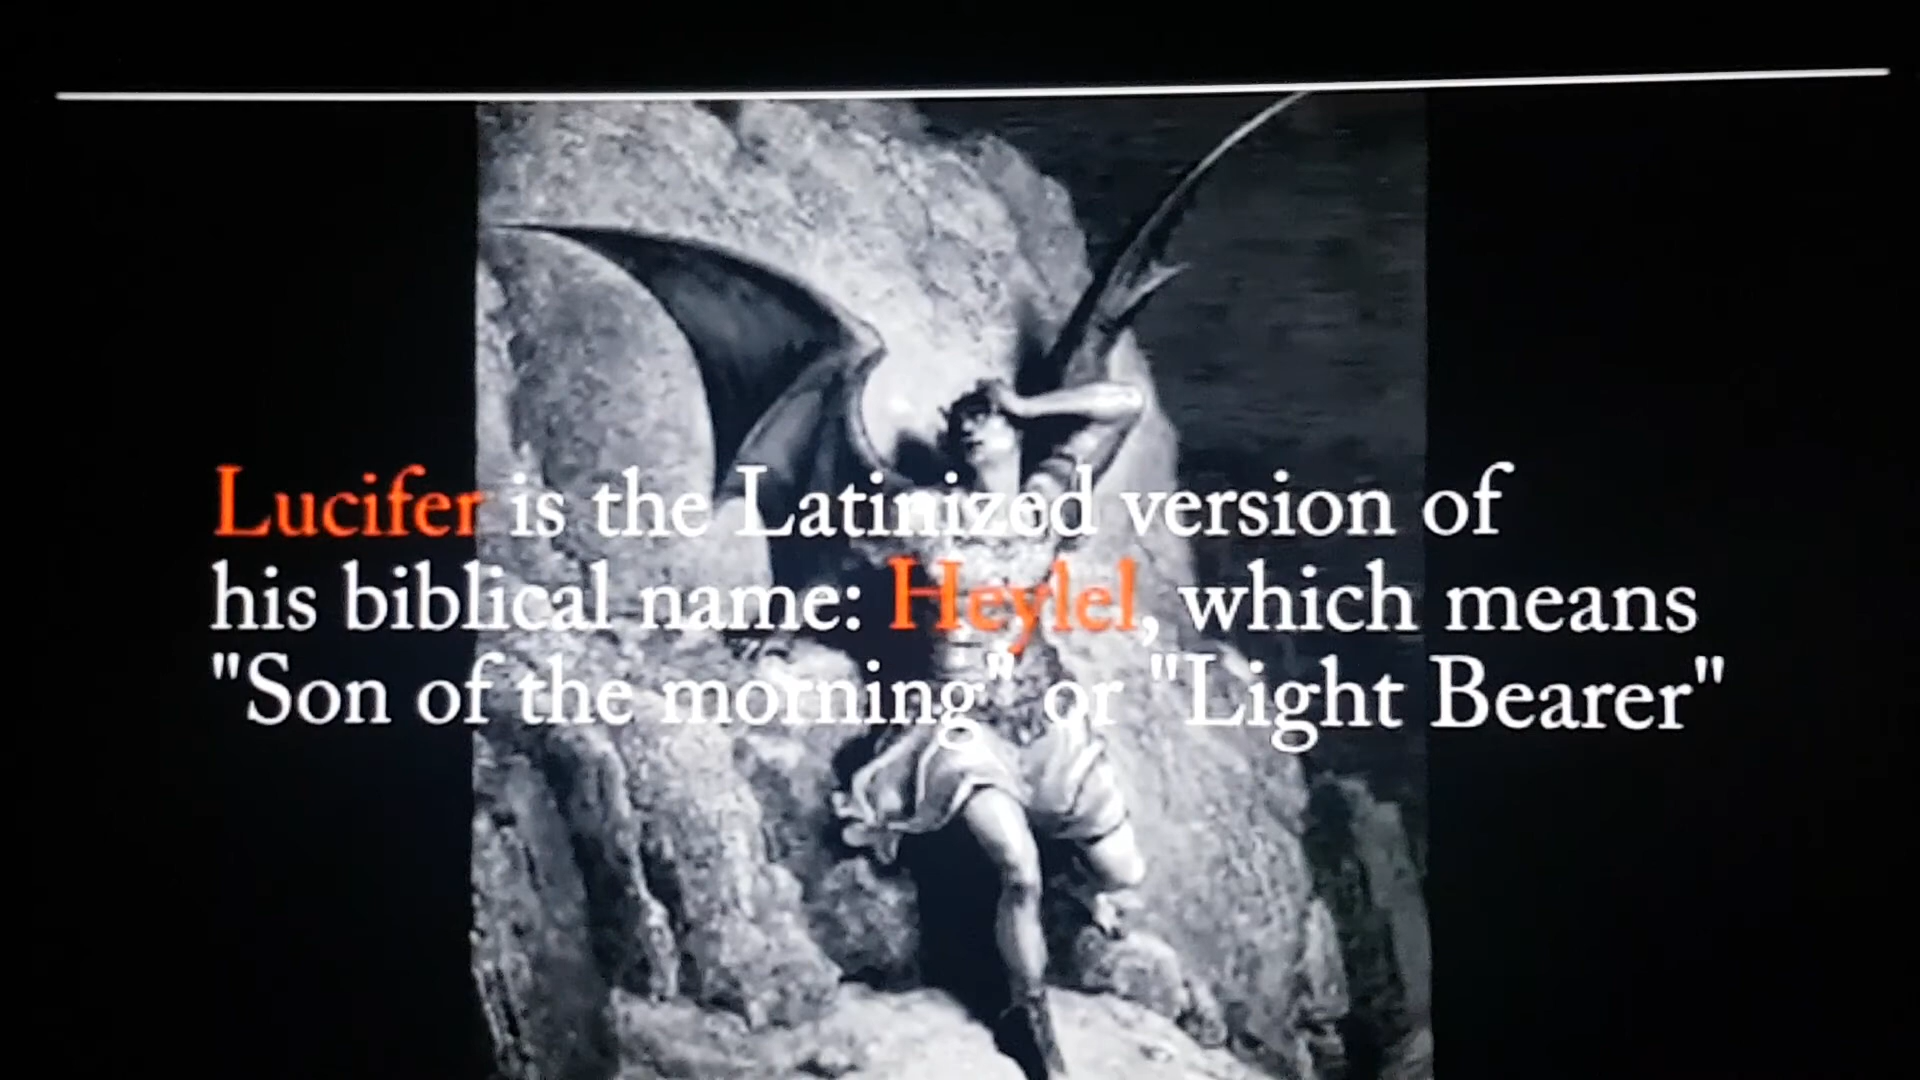 Lucifer is the Latinized version of
his biblical name: Heylel, which means
"Son of the morning" or "Light Bearer"